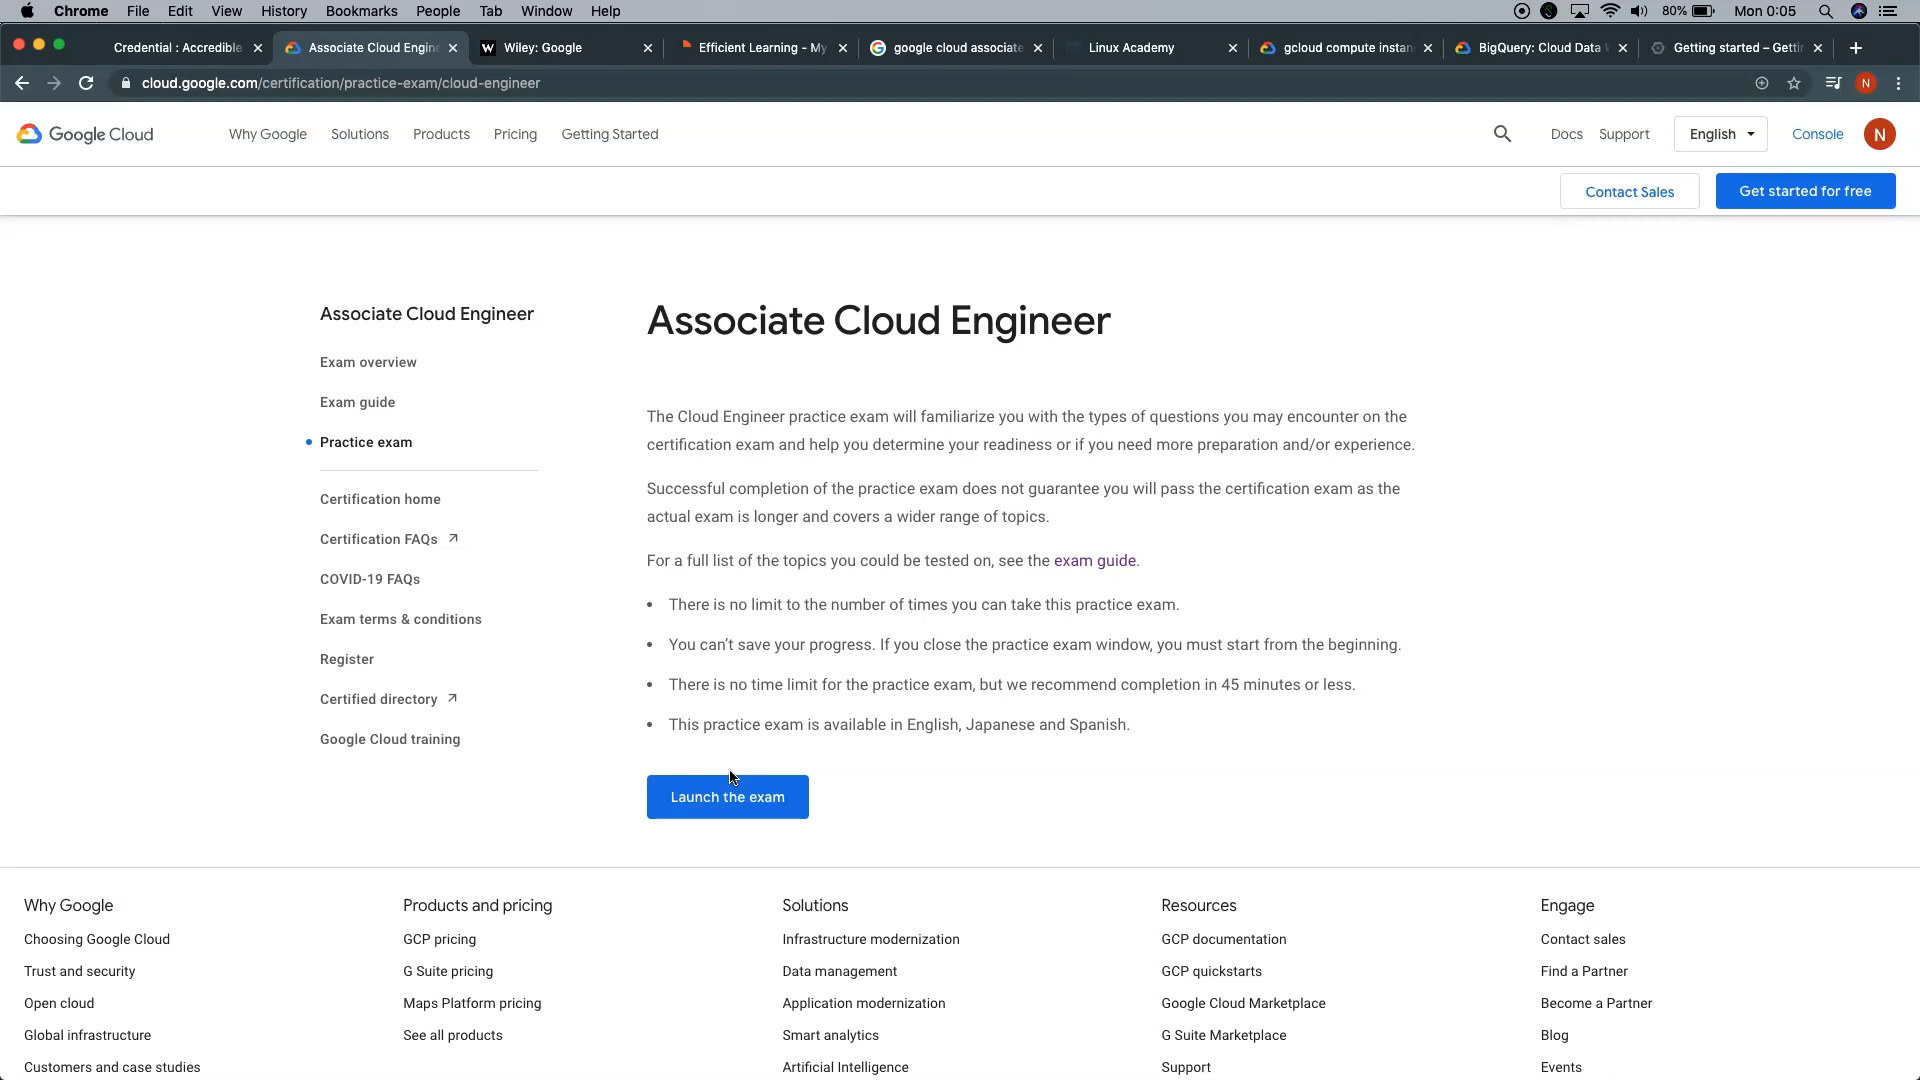 Chrome File Edit View History Bookmarks People Tab Window Help 80% Mon 0:05
Credential : Accredible Associate Cloud Engine Wiley: Google Efficient Learning - My google cloud associate Linux Academy gcloud compute instan BigQuery: Cloud Data Getting started – Getti
cloud.google.com/certification/practice-exam/cloud-engineer N
Google Cloud Why Google Solutions Products Pricing Getting Started Docs Support English Console N
Contact Sales Get started for free
Associate Cloud Engineer
Exam overview
Exam guide
Practice exam
Certification home
Certification FAQs
COVID-19 FAQs
Exam terms & conditions
Register
Certified directory
Google Cloud training
Associate Cloud Engineer
The Cloud Engineer practice exam will familiarize you with the types of questions you may encounter on the
certification exam and help you determine your readiness or if you need more preparation and/or experience.
Successful completion of the practice exam does not guarantee you will pass the certification exam as the
actual exam is longer and covers a wider range of topics.
For a full list of the topics you could be tested on, see the exam guide.
• There is no limit to the number of times you can take this practice exam.
• You can’t save your progress. If you close the practice exam window, you must start from the beginning.
• There is no time limit for the practice exam, but we recommend completion in 45 minutes or less.
• This practice exam is available in English, Japanese and Spanish.
Launch the exam
Why Google
Choosing Google Cloud
Trust and security
Open cloud
Global infrastructure
Customers and case studies
Products and pricing
GCP pricing
G Suite pricing
Maps Platform pricing
See all products
Solutions
Infrastructure modernization
Data management
Application modernization
Smart analytics
Artificial Intelligence
Resources
GCP documentation
GCP quickstarts
Google Cloud Marketplace
G Suite Marketplace
Support
Engage
Contact sales
Find a Partner
Become a Partner
Blog
Events